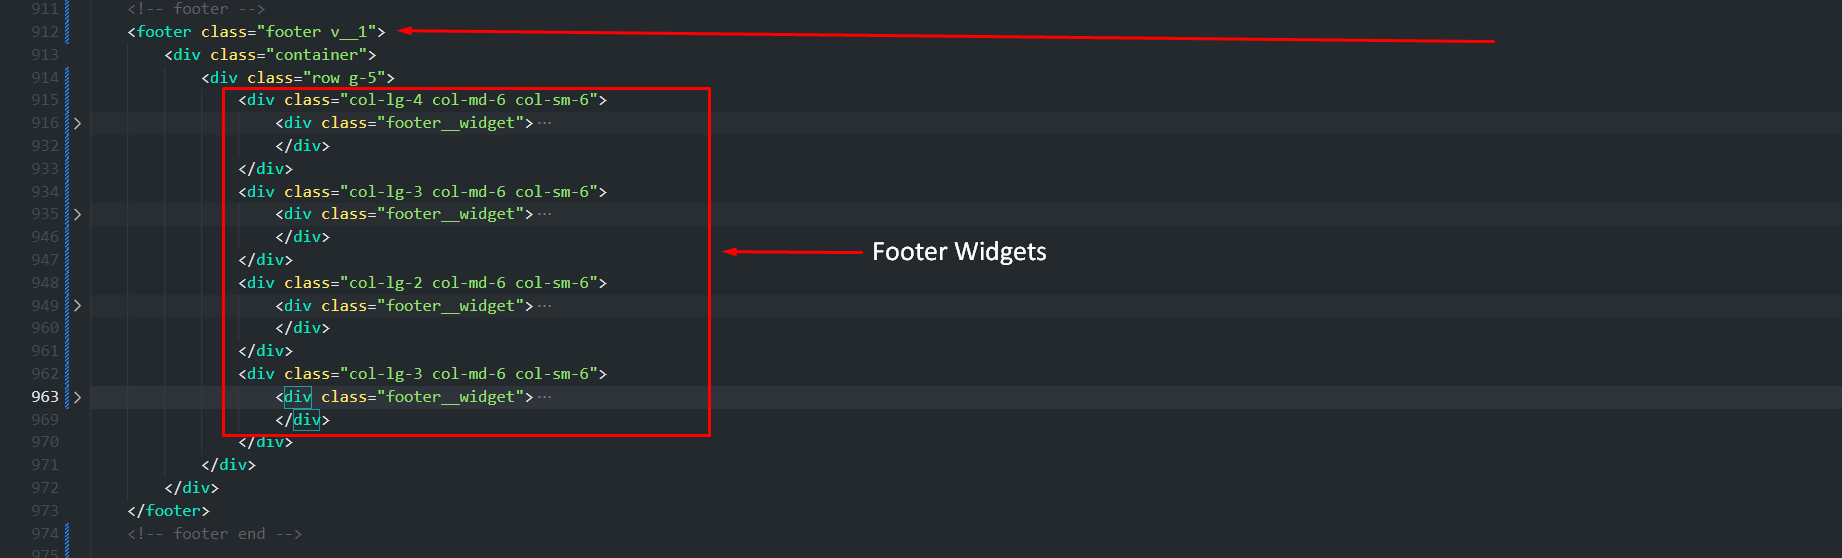 911 <!-- footer -->
912 <footer class="footer v__1">
913 <div class="container">
914 <div class="row g-5">
915 <div class="col-lg-4 col-md-6 col-sm-6">
916 <div class="footer__widget">···
932 </div>
933 </div>
934 <div class="col-lg-3 col-md-6 col-sm-6">
935 <div class="footer__widget">···
946 </div>
947 </div>
Footer Widgets
948 <div class="col-lg-2 col-md-6 col-sm-6">
949 <div class="footer__widget">···
960 </div>
961 </div>
962 <div class="col-lg-3 col-md-6 col-sm-6">
963 <div class="footer__widget">···
969 </div>
970 </div>
971 </div>
972 </div>
973 </footer>
974 <!-- footer end -->
975